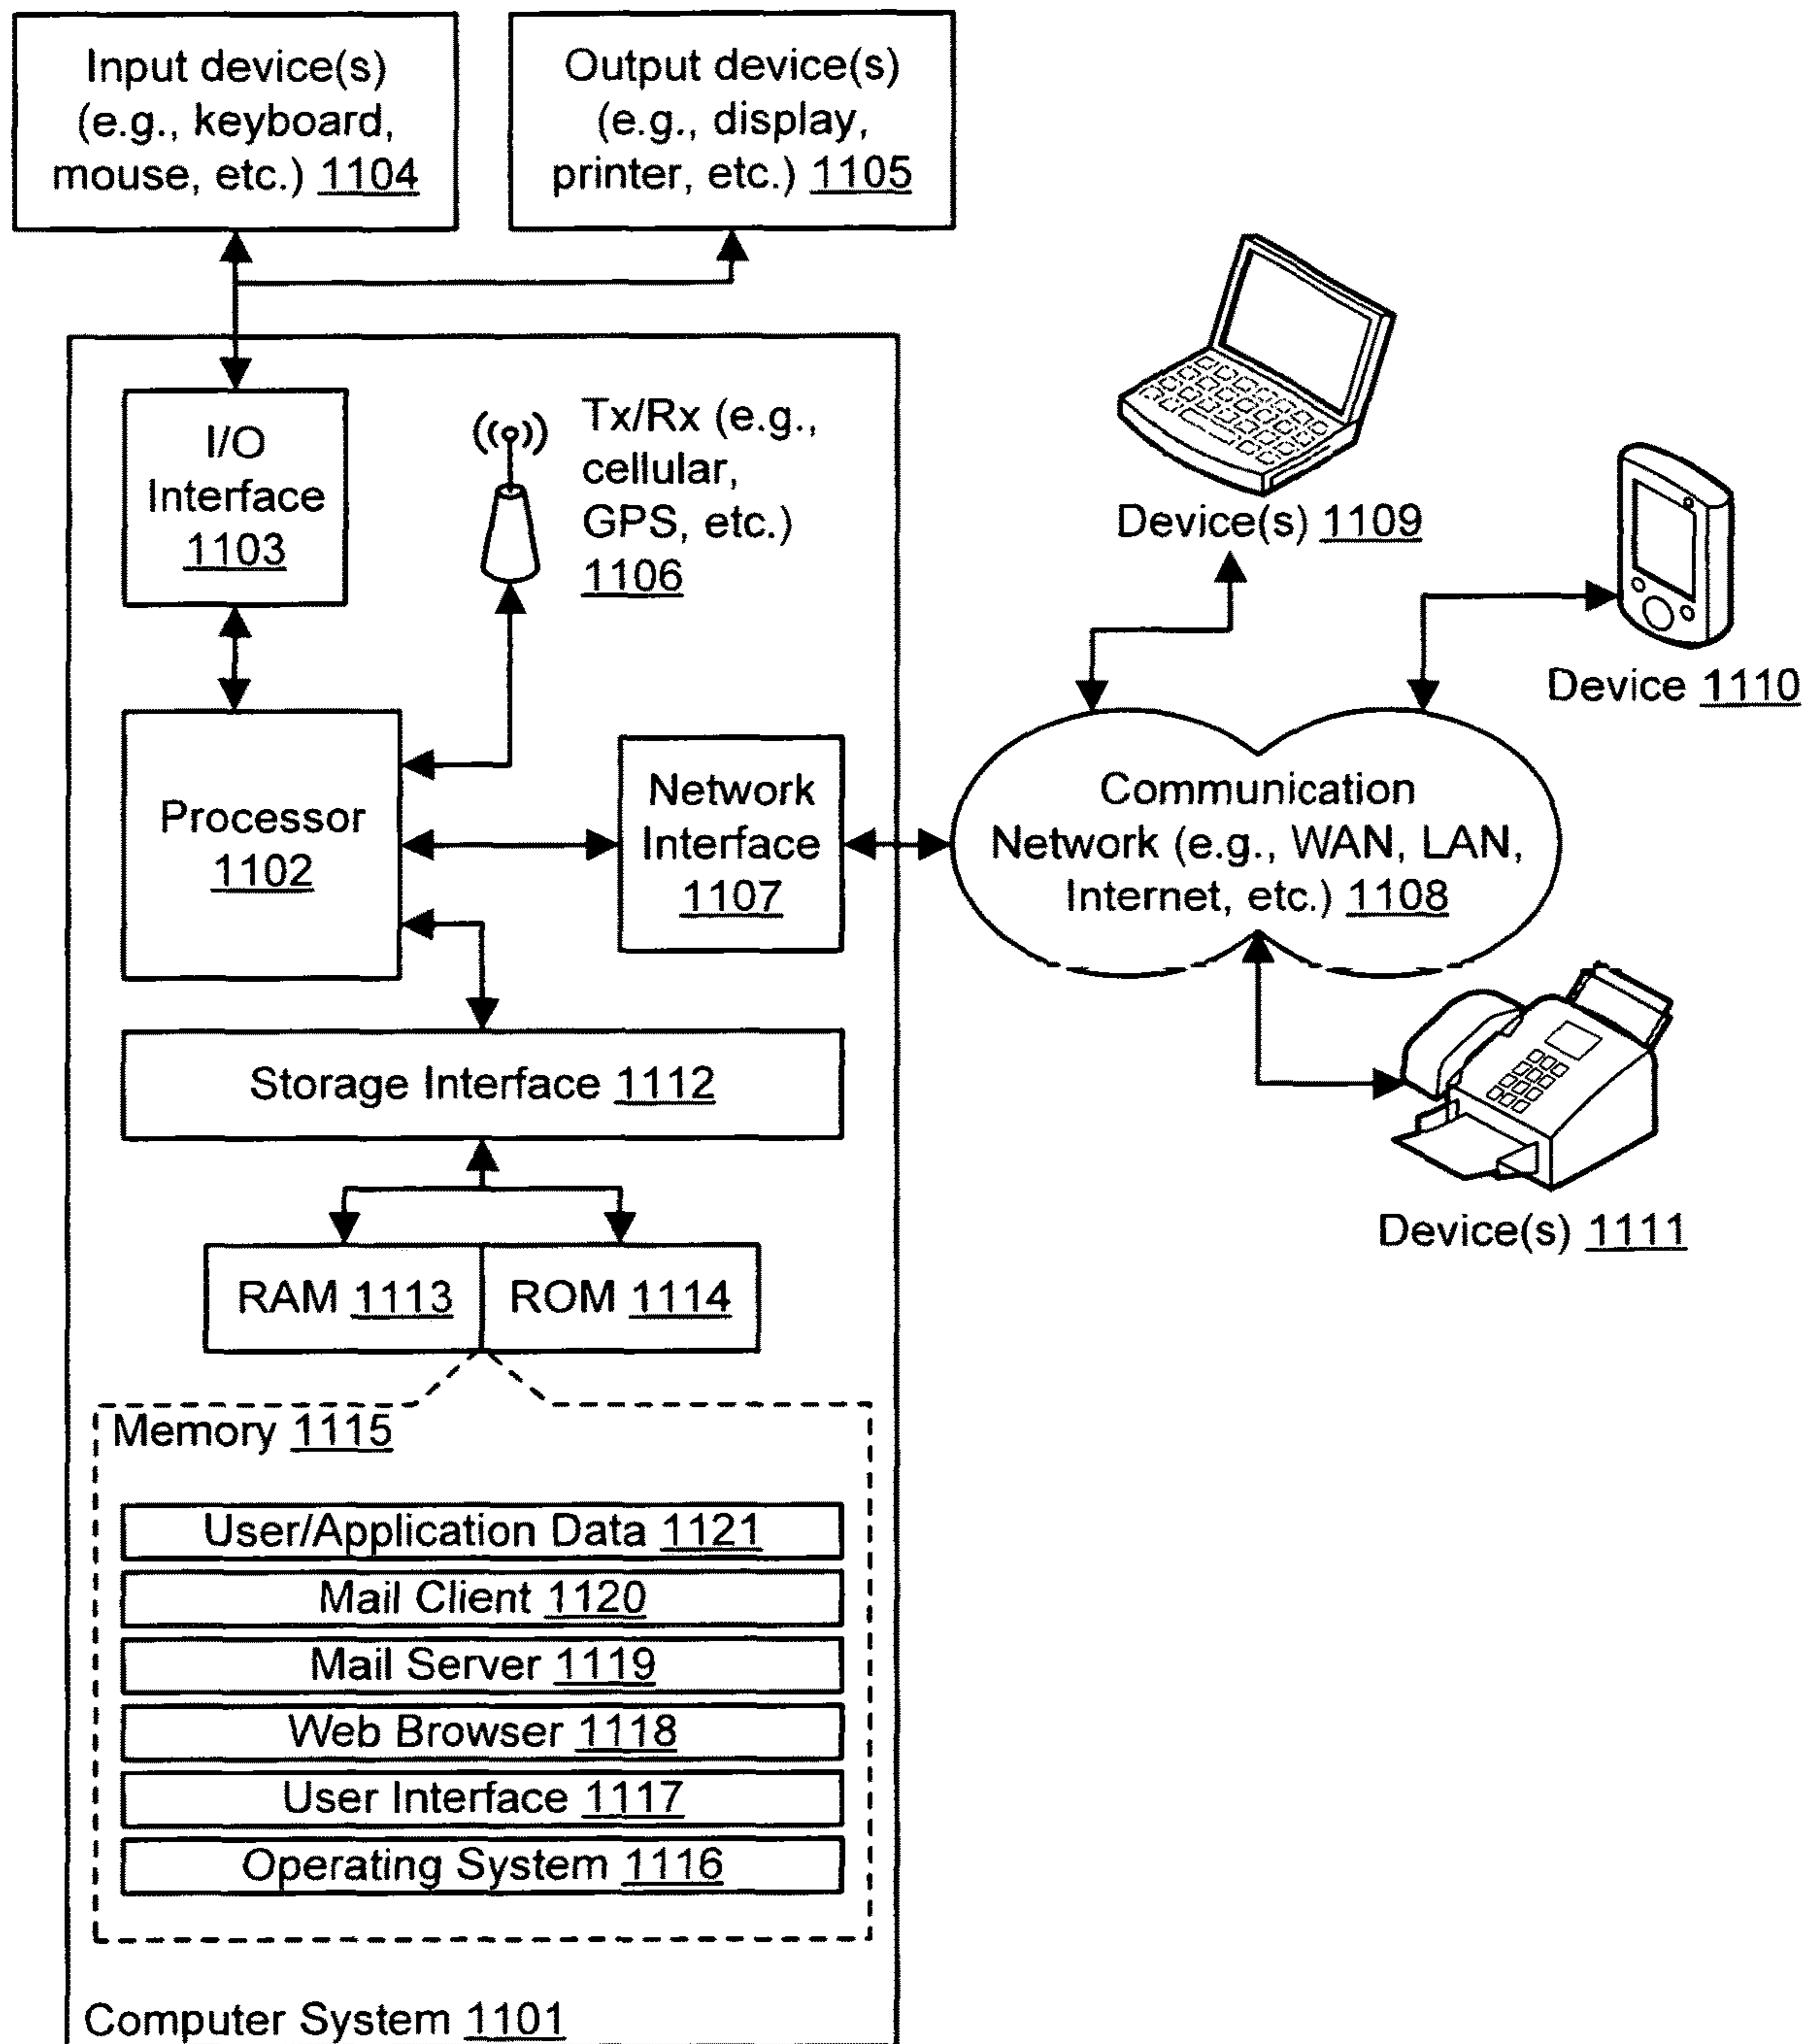 Input device(s)
(e.g., keyboard,
mouse, etc.) 1104
Output device(s)
(e.g., display,
printer, etc.) 1105
I/O
Interface
1103
Tx/Rx (e.g.,
cellular,
GPS, etc.)
1106
Device(s) 1109
Device 1110
Processor
1102
Network
Interface
1107
Communication
Network (e.g., WAN, LAN,
Internet, etc.) 1108
Device(s) 1111
Storage Interface 1112
RAM 1113
ROM 1114
Memory 1115
User/Application Data 1121
Mail Client 1120
Mail Server 1119
Web Browser 1118
User Interface 1117
Operating System 1116
Computer System 1101